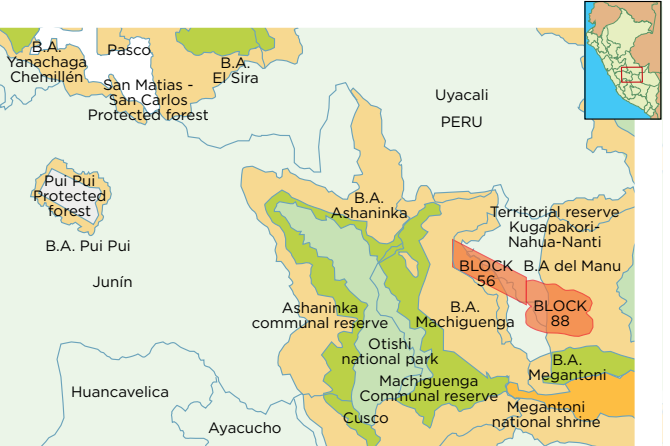 B.A.
Yanachaga
Chemillén
Pasco
B.A.
El Sira
San Matias -
San Carlos
Protected forest
Uyacali
PERU
Pui Pui
Protected
forest
B.A. Pui Pui
Junín
B.A.
Ashaninka
Territorial reserve
Kugapakori-
Nahua-Nanti
BLOCK
56
B.A del Manu
BLOCK
88
Ashaninka
communal reserve
B.A.
Machiguenga
Otishi
national park
B.A.
Megantoni
Machiguenga
Communal reserve
Huancavelica
Cusco
Megantoni
national shrine
Ayacucho